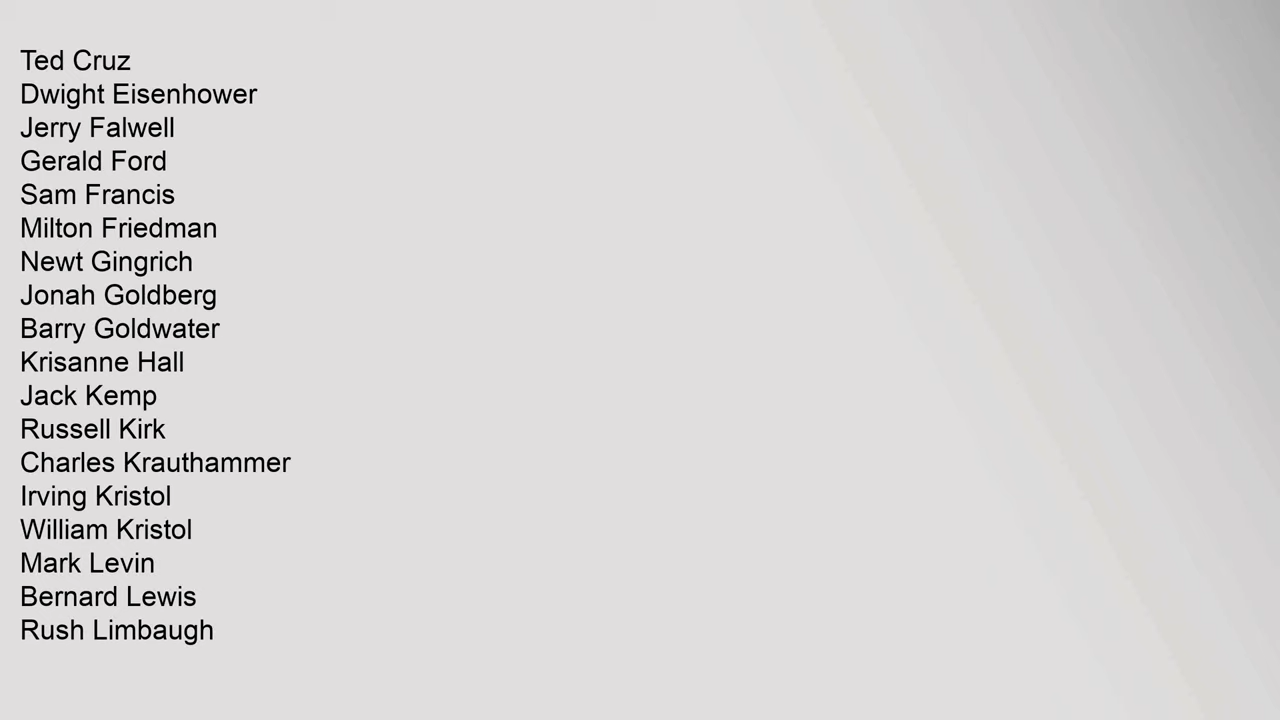 Ted Cruz
Dwight Eisenhower
Jerry Falwell
Gerald Ford
Sam Francis
Milton Friedman
Newt Gingrich
Jonah Goldberg
Barry Goldwater
Krisanne Hall
Jack Kemp
Russell Kirk
Charles Krauthammer
Irving Kristol
William Kristol
Mark Levin
Bernard Lewis
Rush Limbaugh